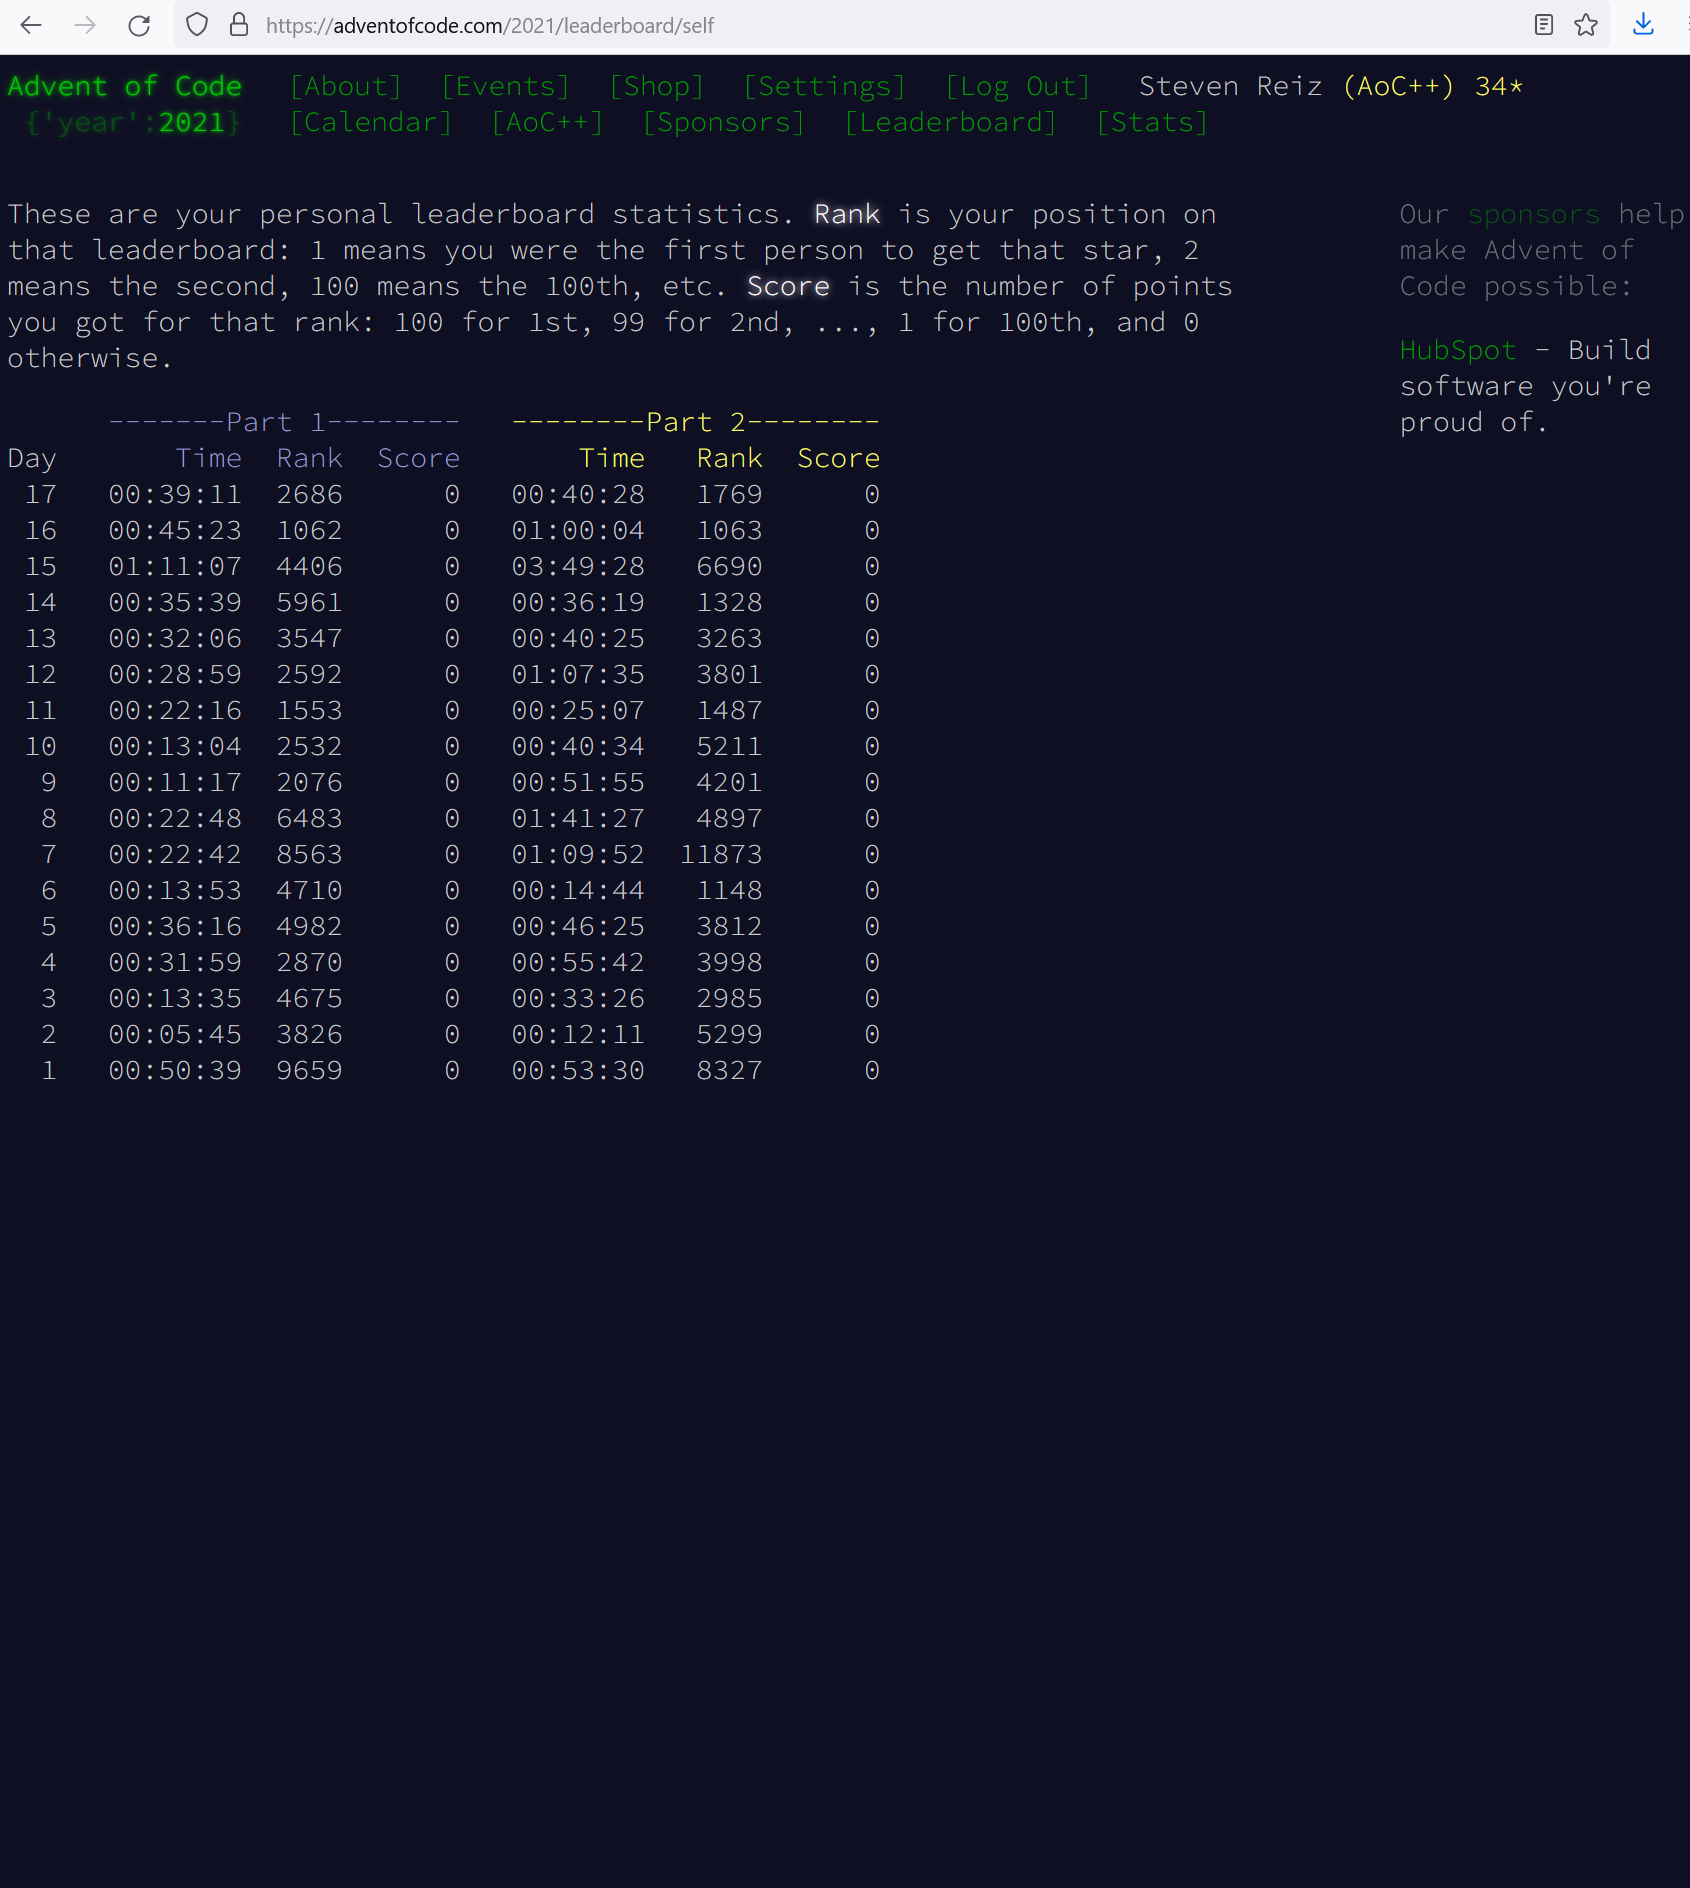 https://adventofcode.com/2021/leaderboard/self
Advent of Code [About] [Events] [Shop] [Settings] [Log Out] Steven Reiz (AoC++) 34*
{'year':2021} [Calendar] [AoC++] [Sponsors] [Leaderboard] [Stats]
These are your personal leaderboard statistics. Rank is your position on
that leaderboard: 1 means you were the first person to get that star, 2
means the second, 100 means the 100th, etc. Score is the number of points
you got for that rank: 100 for 1st, 99 for 2nd, ..., 1 for 100th, and 0
otherwise.
-------Part 1-------- --------Part 2--------
Day Time Rank Score Time Rank Score
17 00:39:11 2686 0 00:40:28 1769 0
16 00:45:23 1062 0 01:00:04 1063 0
15 01:11:07 4406 0 03:49:28 6690 0
14 00:35:39 5961 0 00:36:19 1328 0
13 00:32:06 3547 0 00:40:25 3263 0
12 00:28:59 2592 0 01:07:35 3801 0
11 00:22:16 1553 0 00:25:07 1487 0
10 00:13:04 2532 0 00:40:34 5211 0
9 00:11:17 2076 0 00:51:55 4201 0
8 00:22:48 6483 0 01:41:27 4897 0
7 00:22:42 8563 0 01:09:52 11873 0
6 00:13:53 4710 0 00:14:44 1148 0
5 00:36:16 4982 0 00:46:25 3812 0
4 00:31:59 2870 0 00:55:42 3998 0
3 00:13:35 4675 0 00:33:26 2985 0
2 00:05:45 3826 0 00:12:11 5299 0
1 00:50:39 9659 0 00:53:30 8327 0
Our sponsors help
make Advent of
Code possible:
HubSpot - Build
software you're
proud of.